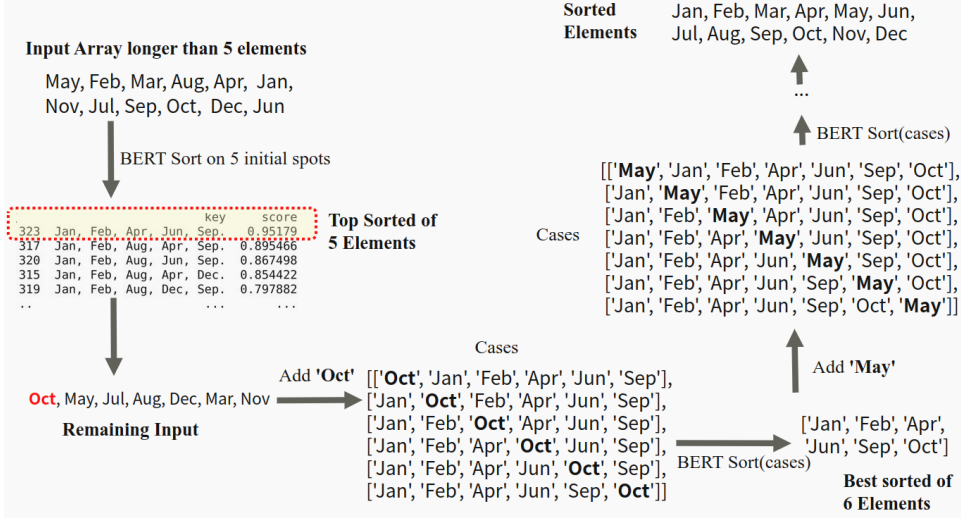 Input Array longer than 5 elements
May, Feb, Mar, Aug, Apr, Jan,
Nov, Jul, Sep, Oct, Dec, Jun
BERT Sort on 5 initial spots
key score
323 Jan, Feb, Apr, Jun, Sep. 0.95179
317 Jan, Feb, Aug, Apr, Sep. 0.895466
320 Jan, Feb, Aug, Jun, Sep. 0.867498
315 Jan, Feb, Aug, Apr, Dec. 0.854422
319 Jan, Feb, Aug, Dec, Sep. 0.797882
.. ... ...
Top Sorted of
5 Elements
Oct, May, Jul, Aug, Dec, Mar, Nov
Remaining Input
Add 'Oct'
Cases
[['Oct', 'Jan', 'Feb', 'Apr', 'Jun', 'Sep'],
['Jan', 'Oct', 'Feb', 'Apr', 'Jun', 'Sep'],
['Jan', 'Feb', 'Oct', 'Apr', 'Jun', 'Sep'],
['Jan', 'Feb', 'Apr', 'Oct', 'Jun', 'Sep'],
['Jan', 'Feb', 'Apr', 'Jun', 'Oct', 'Sep'],
['Jan', 'Feb', 'Apr', 'Jun', 'Sep', 'Oct']]
BERT Sort(cases)
['Jan', 'Feb', 'Apr',
'Jun', 'Sep', 'Oct']
Best sorted of
6 Elements
Add 'May'
Cases
[['May', 'Jan', 'Feb', 'Apr', 'Jun', 'Sep', 'Oct'],
['Jan', 'May', 'Feb', 'Apr', 'Jun', 'Sep', 'Oct'],
['Jan', 'Feb', 'May', 'Apr', 'Jun', 'Sep', 'Oct'],
['Jan', 'Feb', 'Apr', 'May', 'Jun', 'Sep', 'Oct'],
['Jan', 'Feb', 'Apr', 'Jun', 'May', 'Sep', 'Oct'],
['Jan', 'Feb', 'Apr', 'Jun', 'Sep', 'May', 'Oct'],
['Jan', 'Feb', 'Apr', 'Jun', 'Sep', 'Oct', 'May']]
BERT Sort(cases)
...
Sorted
Elements
Jan, Feb, Mar, Apr, May, Jun,
Jul, Aug, Sep, Oct, Nov, Dec